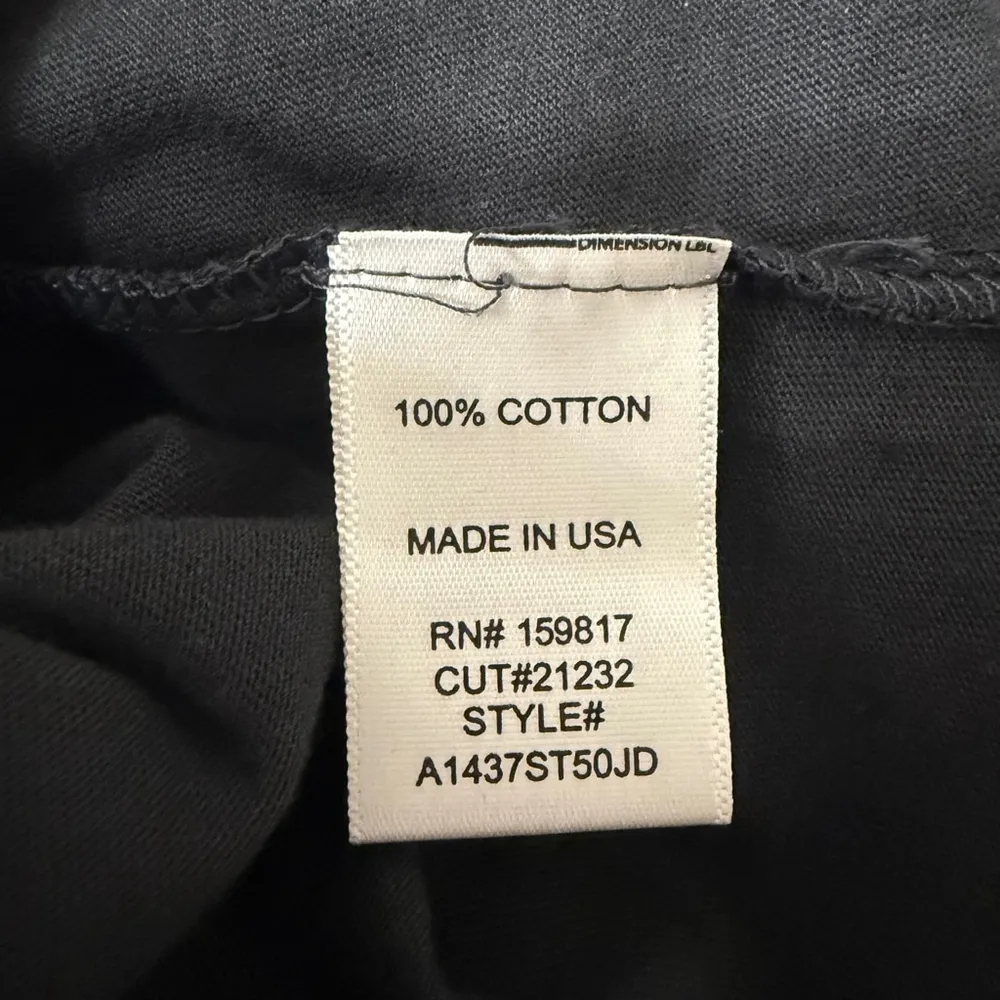 DIMENSION LBL
100% COTTON
MADE IN USA
RN# 159817
CUT#21232
STYLE#
A1437ST50JD